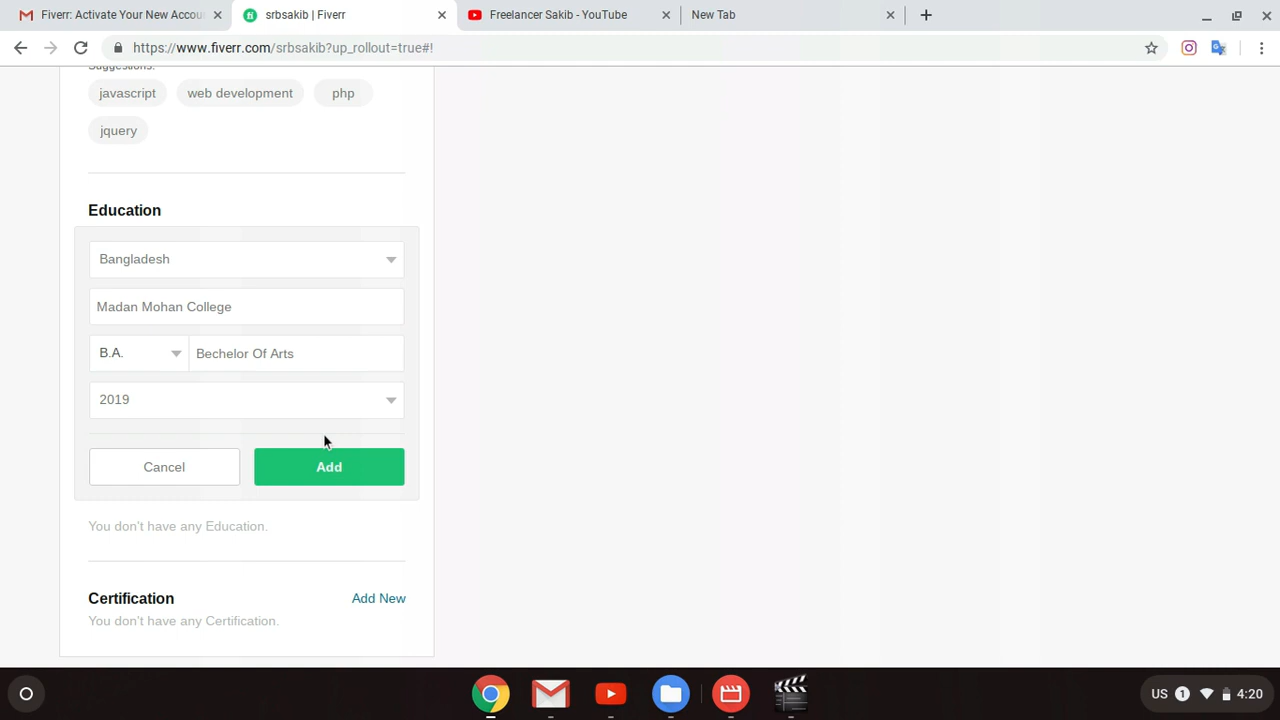 Fiverr: Activate Your New Accou
srbsakib | Fiverr
Freelancer Sakib - YouTube
New Tab
https://www.fiverr.com/srbsakib?up_rollout=true#!
Suggestions:
javascript
web development
php
jquery
Education
Bangladesh
Madan Mohan College
B.A.
Bechelor Of Arts
2019
Cancel
Add
You don't have any Education.
Certification
Add New
You don't have any Certification.
US
1
4:20